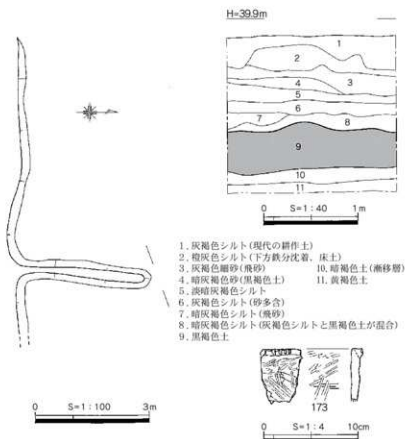 H=39.9m
1
2
3
4
5
6
7
8
9
10
11
0 S=1:40 1m
1．灰褐色シルト(現代の耕作土)
2．橙灰色シルト(下方鉄分沈着、床土)
3．灰褐色細砂(飛砂)
4．暗灰褐色砂(黒褐色土)
5．淡暗灰褐色シルト
6．灰褐色シルト(砂多含)
7．暗灰褐色シルト(飛砂)
8．暗灰褐色シルト(灰褐色シルトと黒褐色土が混合)
9．黒褐色土
10．暗褐色土(漸移層)
11．黄褐色土
173
0 S=1:100 3m
0 S=1:4 10cm